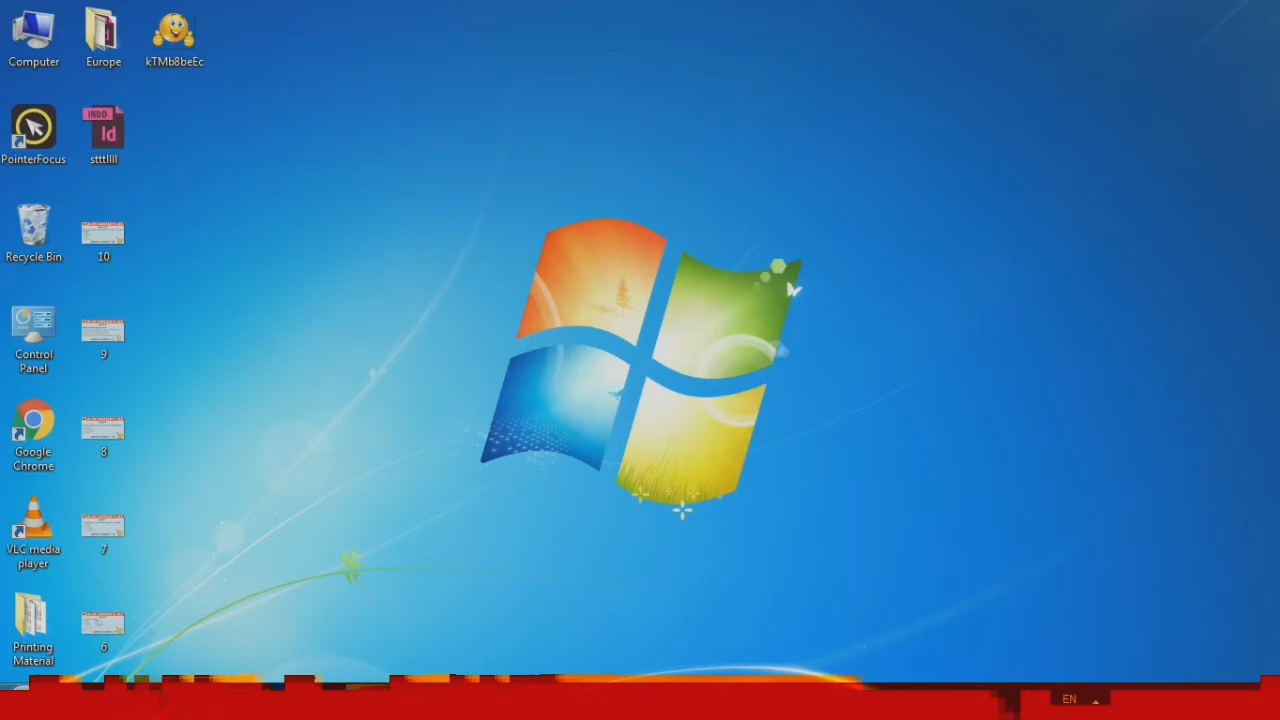 Computer
Europe
kTMb8beEc
PointerFocus
INDD
Id
stttllll
Recycle Bin
10
Control
Panel
9
Google
Chrome
8
VLC media
player
7
Printing
Material
6
EN